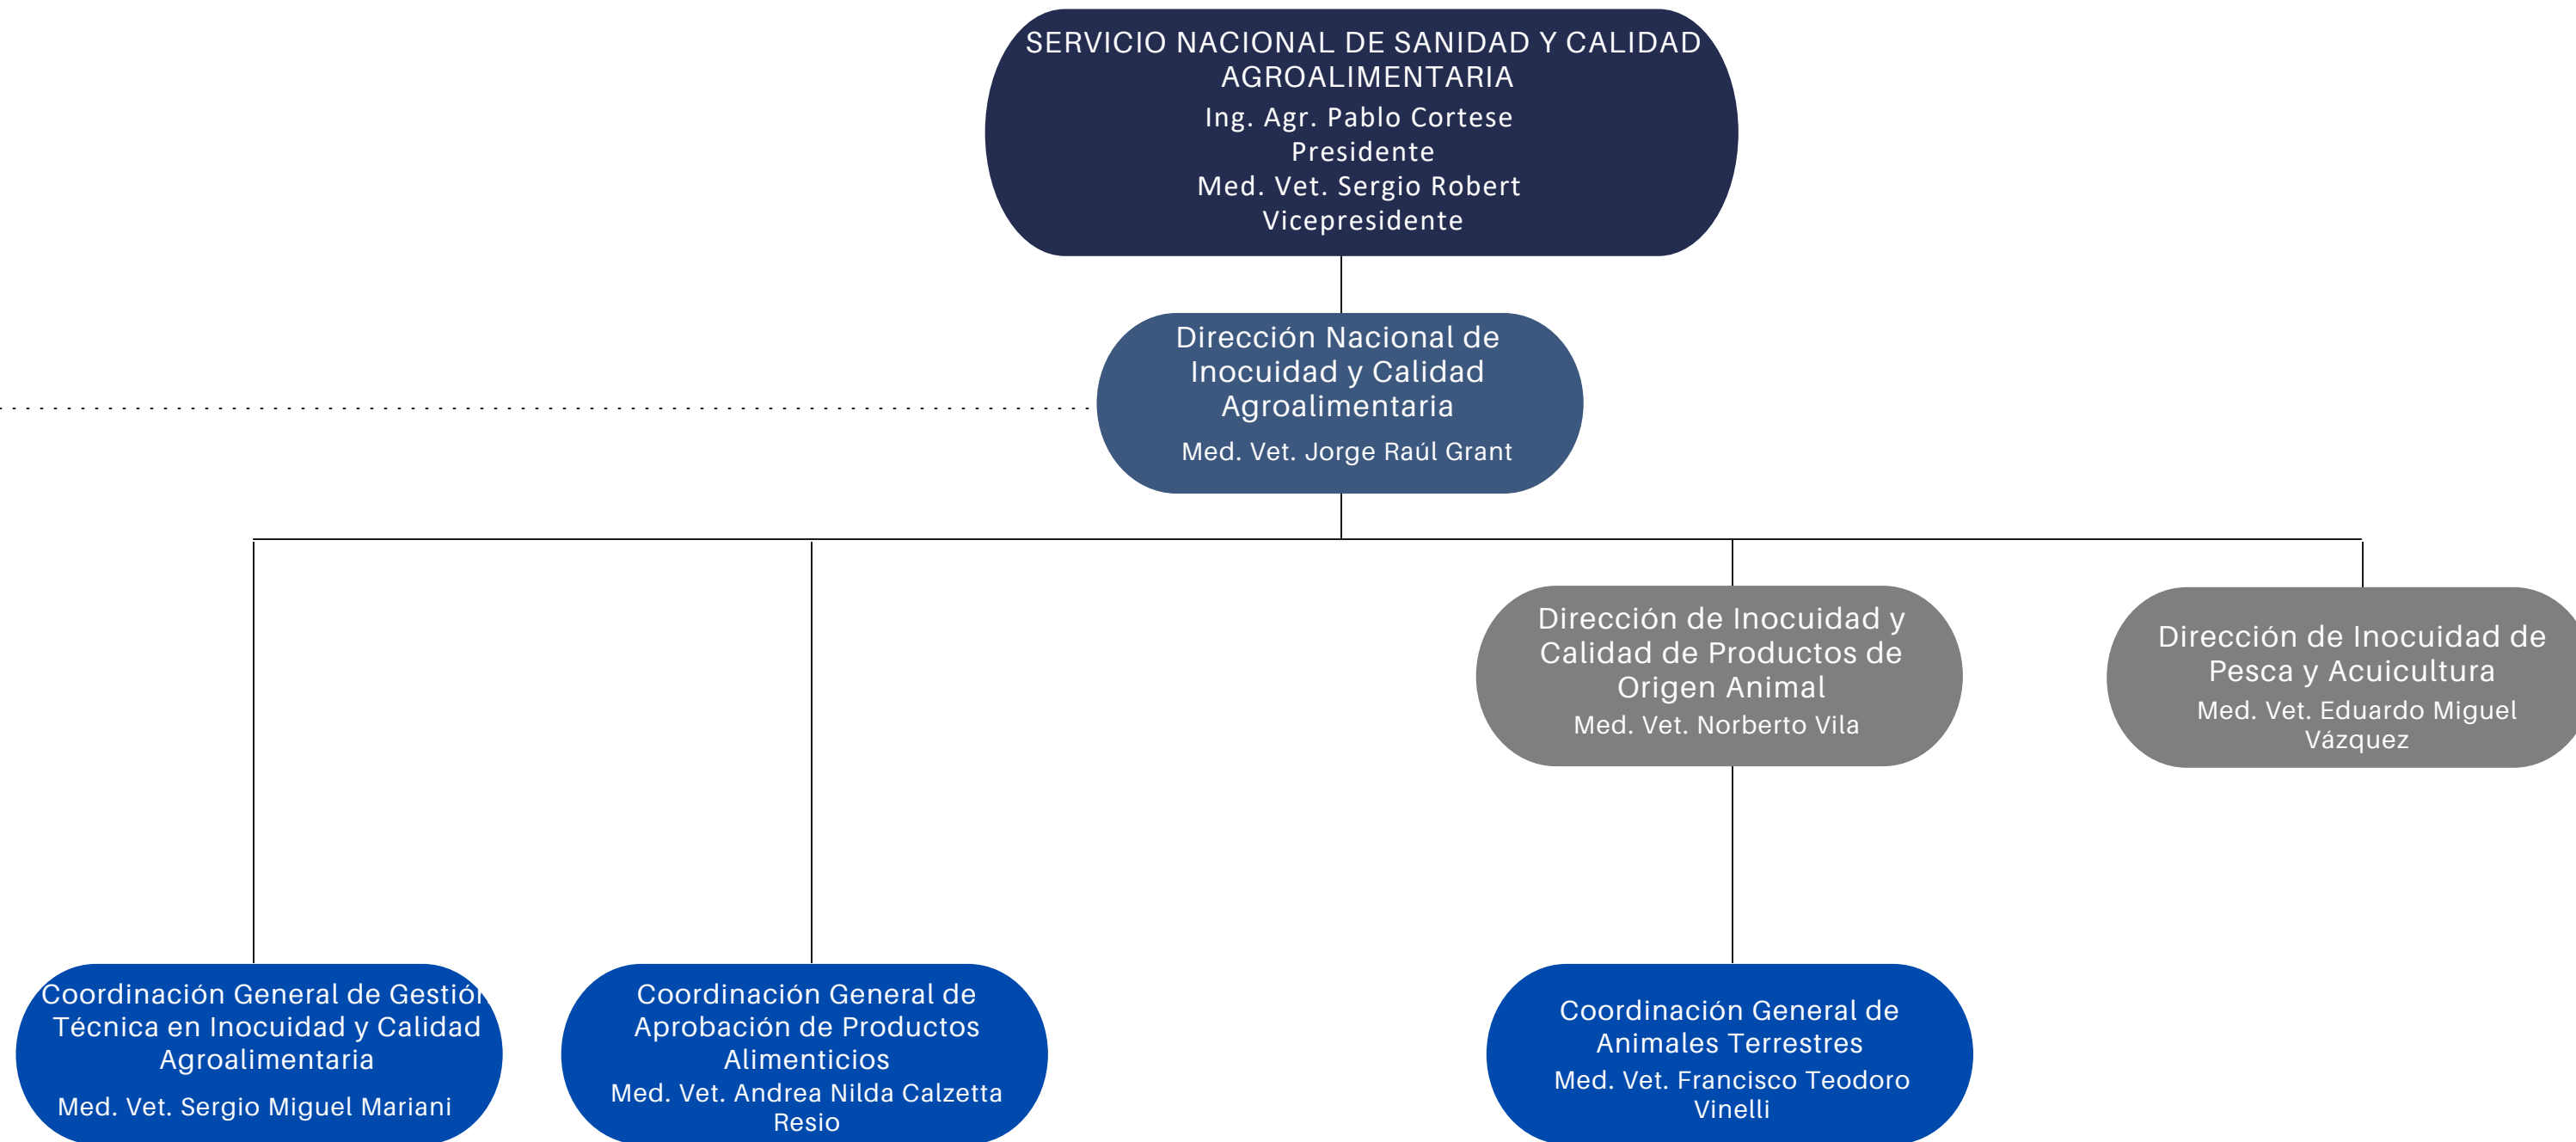 SERVICIO NACIONAL DE SANIDAD Y CALIDAD
AGROALIMENTARIA
Ing. Agr. Pablo Cortese
Presidente
Med. Vet. Sergio Robert
Vicepresidente
Dirección Nacional de
Inocuidad y Calidad
Agroalimentaria
Med. Vet. Jorge Raúl Grant
Dirección de Inocuidad y
Calidad de Productos de
Origen Animal
Med. Vet. Norberto Vila
Dirección de Inocuidad de
Pesca y Acuicultura
Med. Vet. Eduardo Miguel
Vázquez
Coordinación General de Gestión
Técnica en Inocuidad y Calidad
Agroalimentaria
Med. Vet. Sergio Miguel Mariani
Coordinación General de
Aprobación de Productos
Alimenticios
Med. Vet. Andrea Nilda Calzetta
Resio
Coordinación General de
Animales Terrestres
Med. Vet. Francisco Teodoro
Vinelli